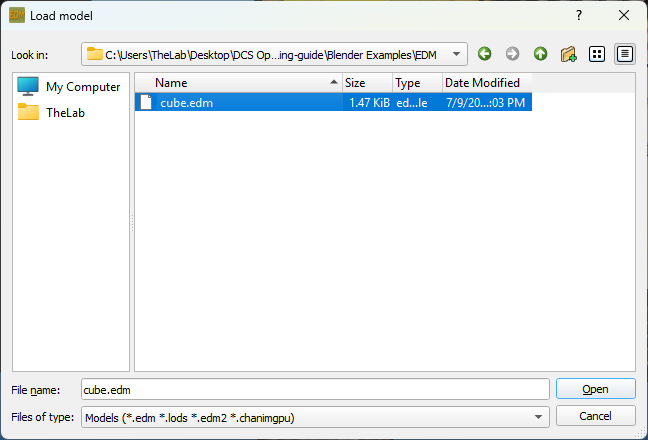 Load model
Look in: C:\Users\TheLab\Desktop\DCS Op...ing-guide\Blender Examples\EDM
My Computer
TheLab
Name Size Type Date Modified
cube.edm 1.47 KiB ed...le 7/9/20...:03 PM
File name: cube.edm Open
Files of type: Models (*.edm *.lods *.edm2 *.chanimgpu) Cancel